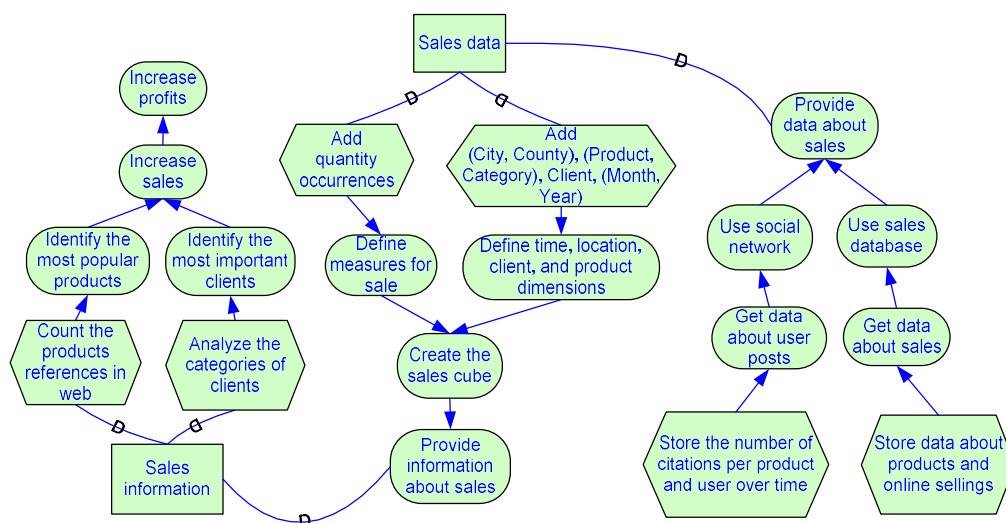 Sales data
D
D
D
Increase
profits
Increase
sales
Identify the
most popular
products
Identify the
most important
clients
Count the
products
references in
web
Analyze the
categories of
clients
D
D
Sales
information
D
Add
quantity
occurrences
Add
(City, County), (Product,
Category), Client, (Month,
Year)
Define
measures for
sale
Define time, location,
client, and product
dimensions
Create the
sales cube
Provide
information
about sales
Provide
data about
sales
Use social
network
Use sales
database
Get data
about user
posts
Get data
about sales
Store the number of
citations per product
and user over time
Store data about
products and
online sellings